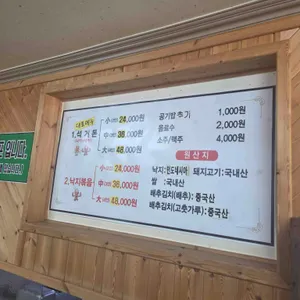 1.석 거 돈
小 24,000원
中 36,000원
大 48,000원
2.낙지볶음
小 24,000원
中 36,000원
大 48,000원
공기밥 추가 1,000원
음료수 2,000원
소주/맥주 4,000원
원 산 지
낙지:인도네시아 돼지고기:국내산
쌀 :국내산
배추김치(배추):중국산
배추김치(고춧가루):중국산
입니다.